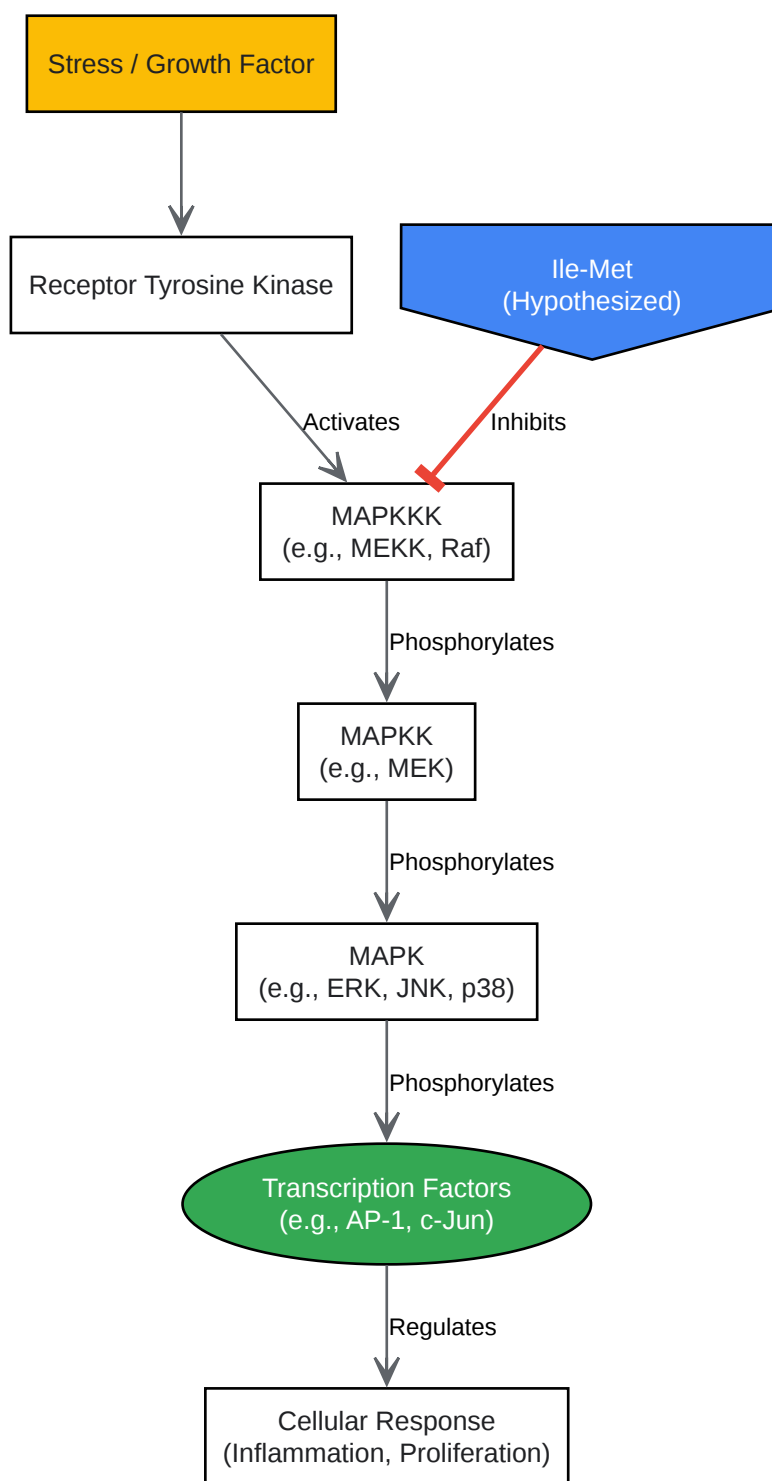 Stress / Growth Factor
Receptor Tyrosine Kinase
Ile-Met
(Hypothesized)
Activates
Inhibits
MAPKKK
(e.g., MEKK, Raf)
Phosphorylates
MAPKK
(e.g., MEK)
Phosphorylates
MAPK
(e.g., ERK, JNK, p38)
Phosphorylates
Transcription Factors
(e.g., AP-1, c-Jun)
Regulates
Cellular Response
(Inflammation, Proliferation)